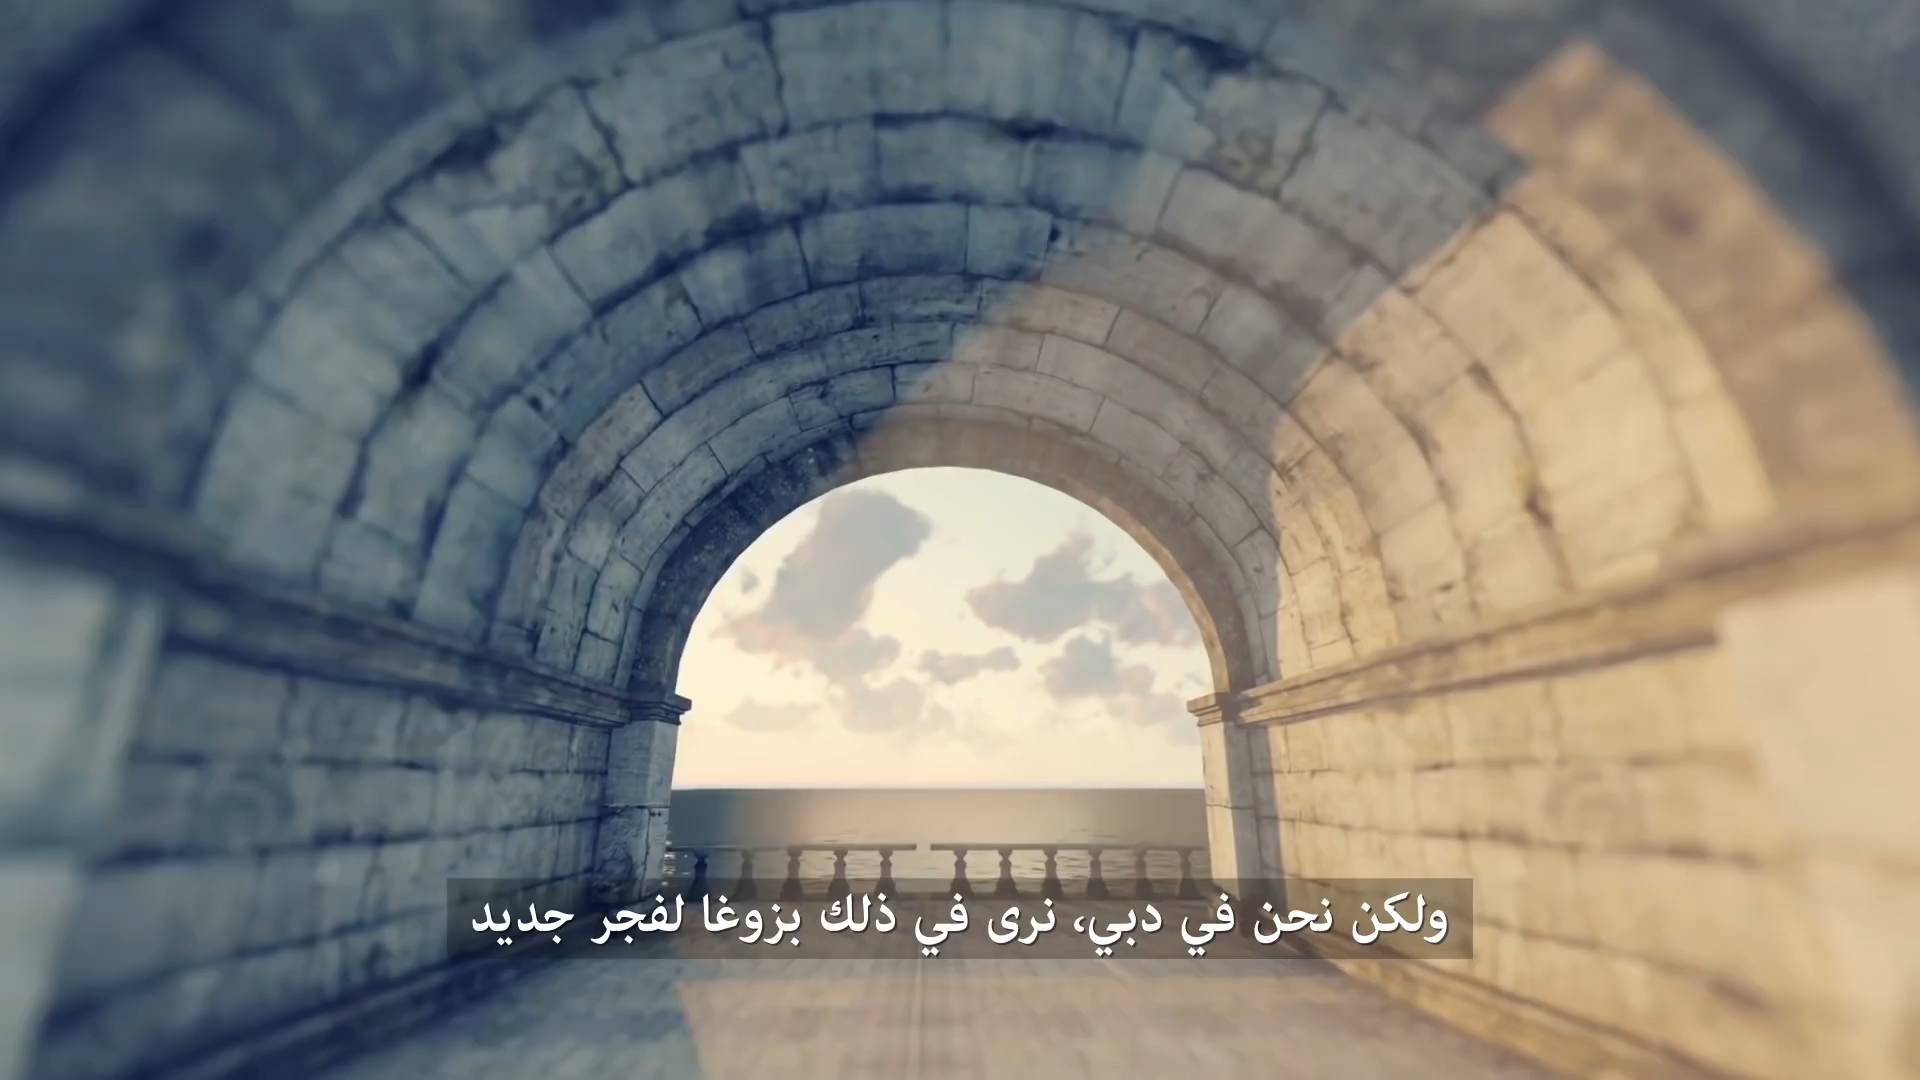 ولكن نحن في دبي، نرى في ذلك بزوغا لفجر جديد